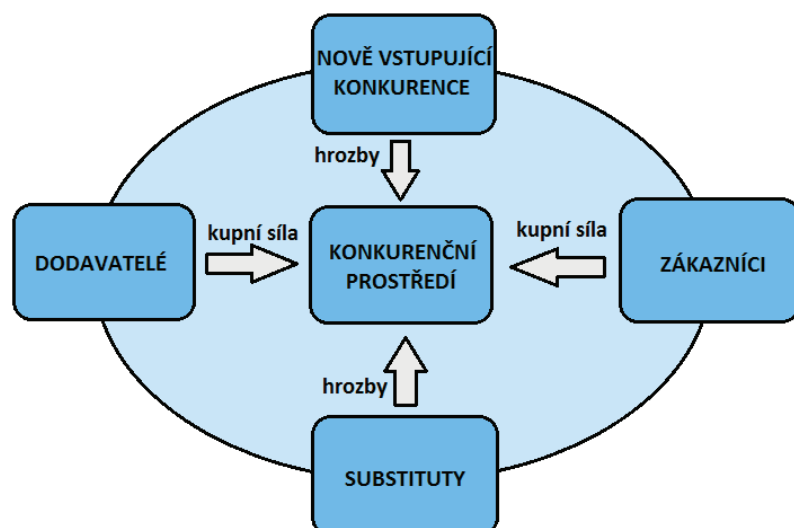 NOVĚ VSTUPUJÍCÍ
KONKURENCE
hrozby
kupní síla
kupní síla
DODAVATELÉ
KONKURENČNÍ
PROSTŘEDÍ
ZÁKAZNÍCI
hrozby
SUBSTITUTY